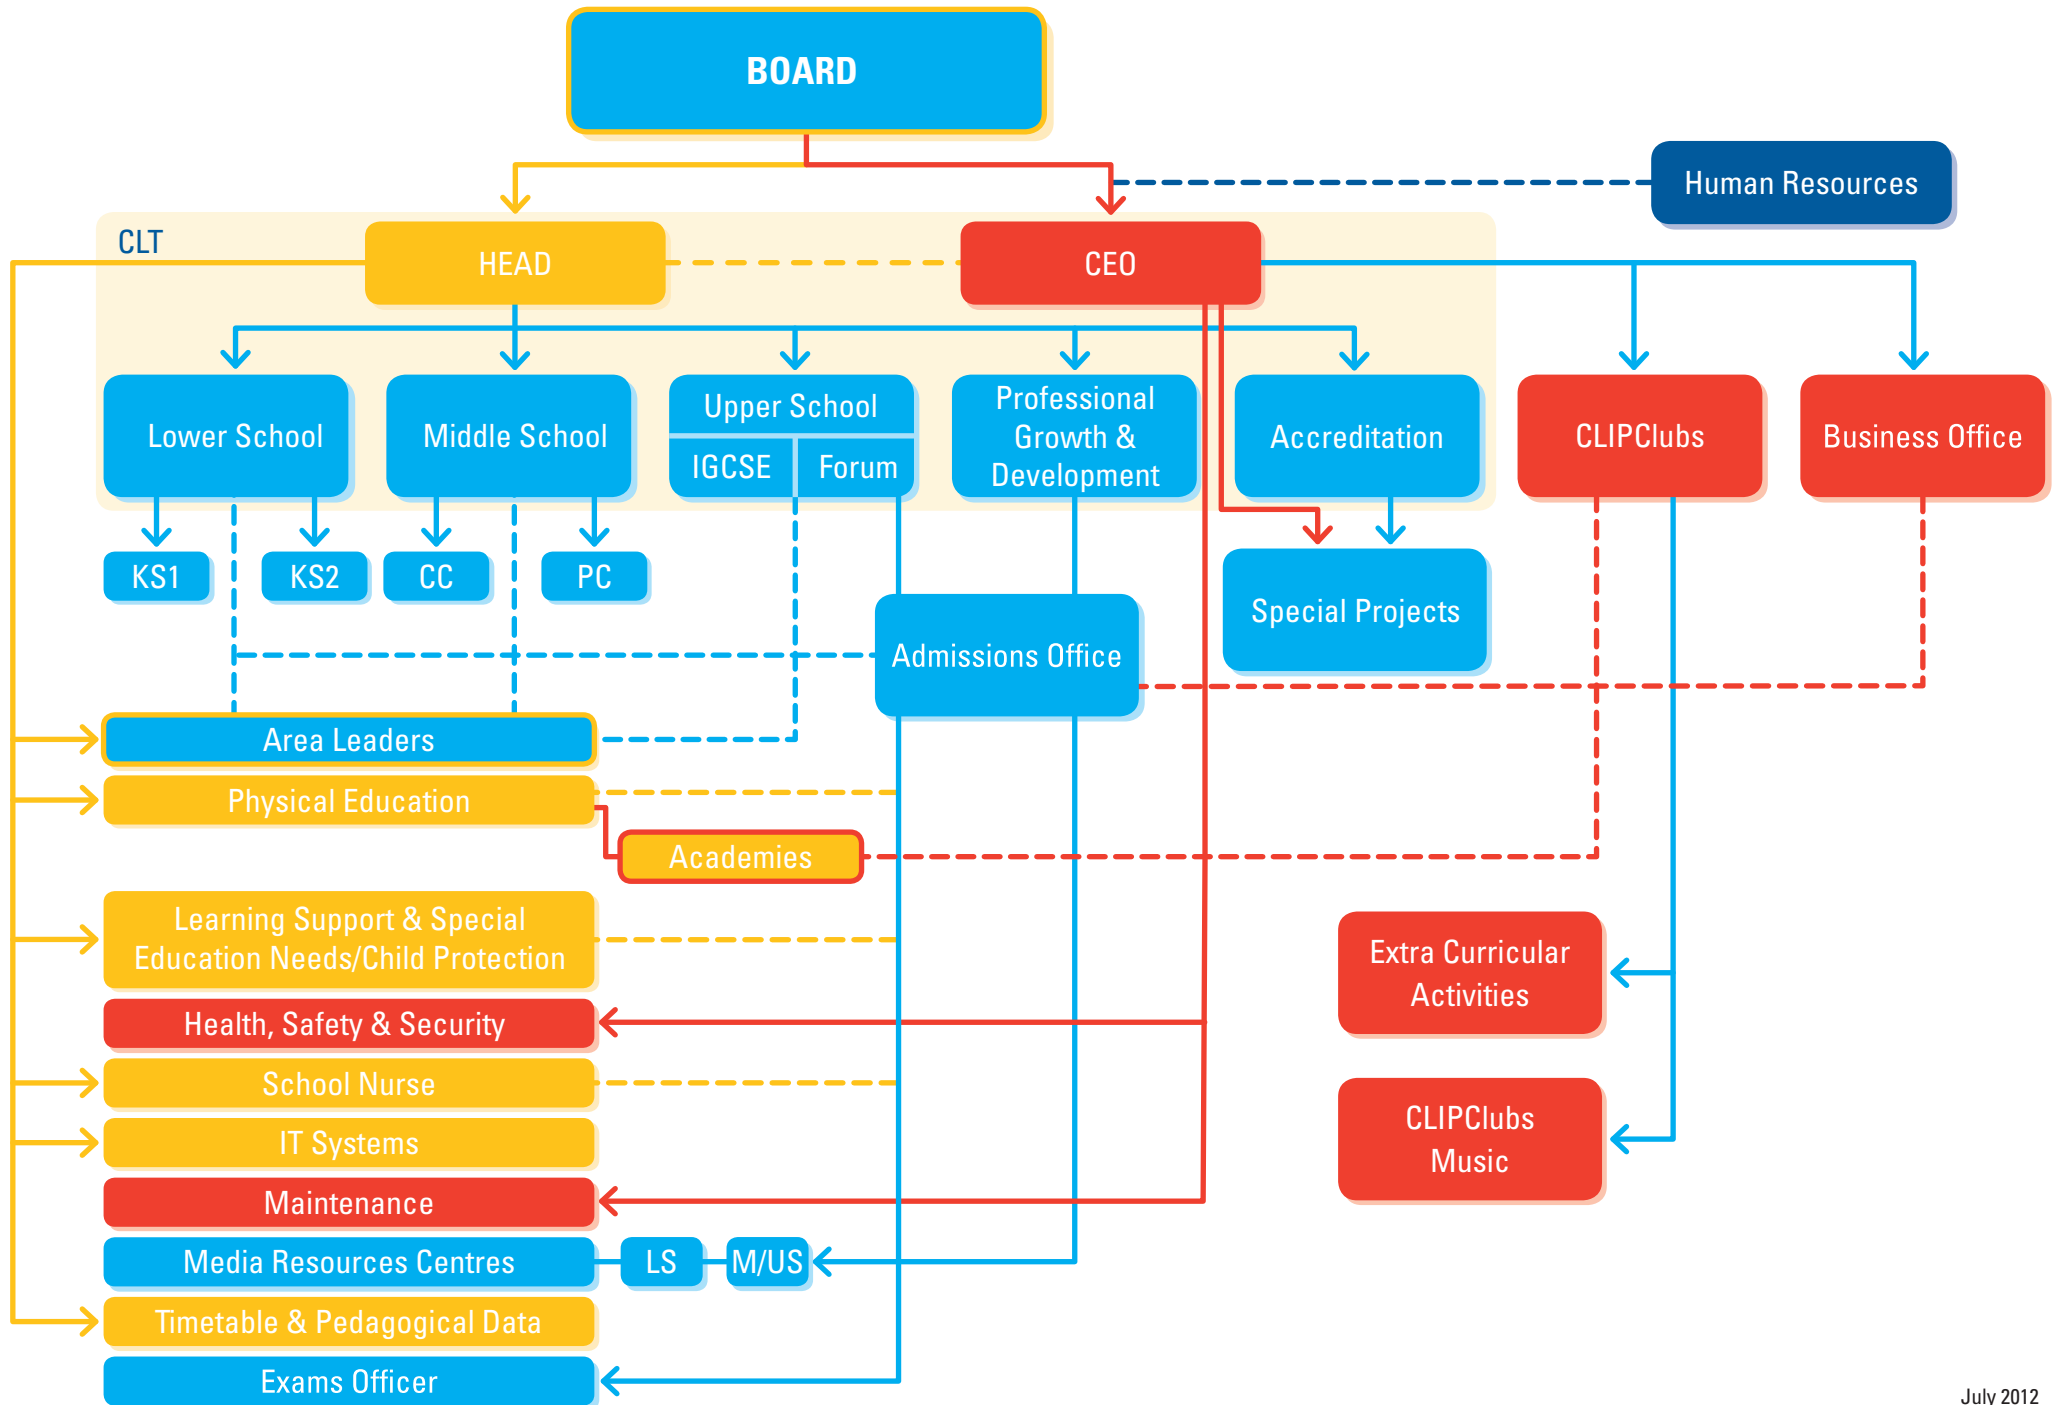 BOARD
Human Resources
CLT
HEAD
CEO
Lower School
Middle School
Upper School
IGCSE
Forum
Professional
Growth &
Development
Accreditation
CLIPClubs
Business Office
KS1
KS2
CC
PC
Special Projects
Admissions Office
Area Leaders
Physical Education
Academies
Learning Support & Special
Education Needs/Child Protection
Extra Curricular
Activities
Health, Safety & Security
School Nurse
CLIPClubs
Music
IT Systems
Maintenance
Media Resources Centres
LS
M/US
Timetable & Pedagogical Data
Exams Officer
July 2012